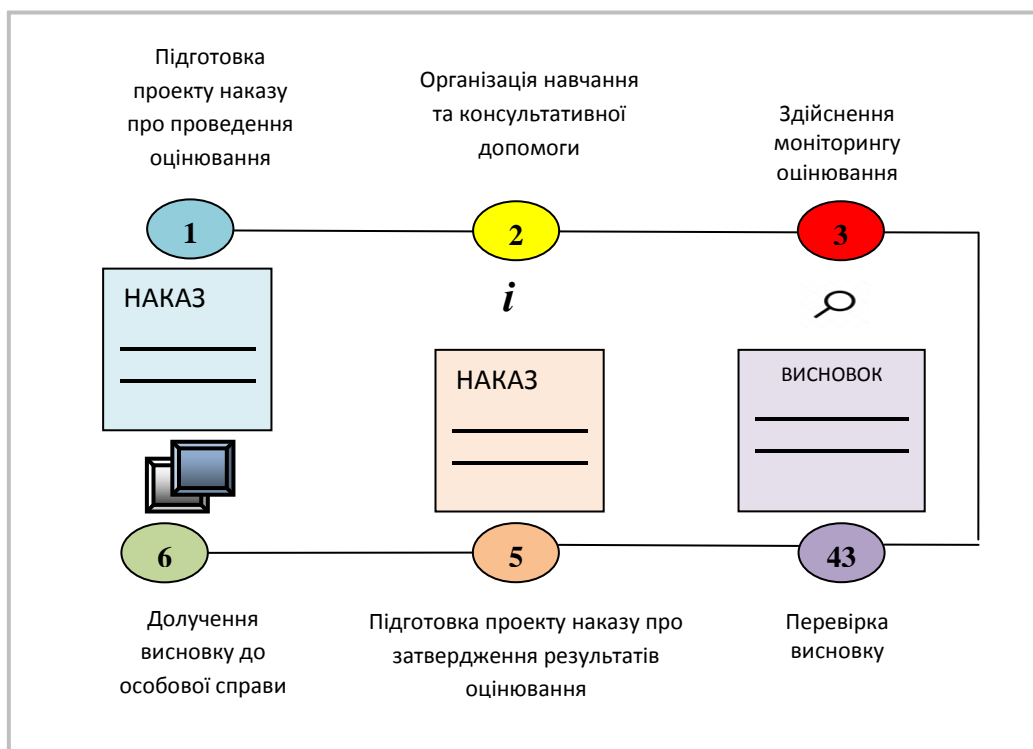 Підготовка
проекту наказу
про проведення
оцінювання
Організація навчання
та консультативної
допомоги
Здійснення
моніторингу
оцінювання
1
2
3
НАКАЗ
i
НАКАЗ
ВИСНОВОК
6
5
43
Долучення
висновку до
особової справи
Підготовка проекту наказу про
затвердження результатів
оцінювання
Перевірка
висновку